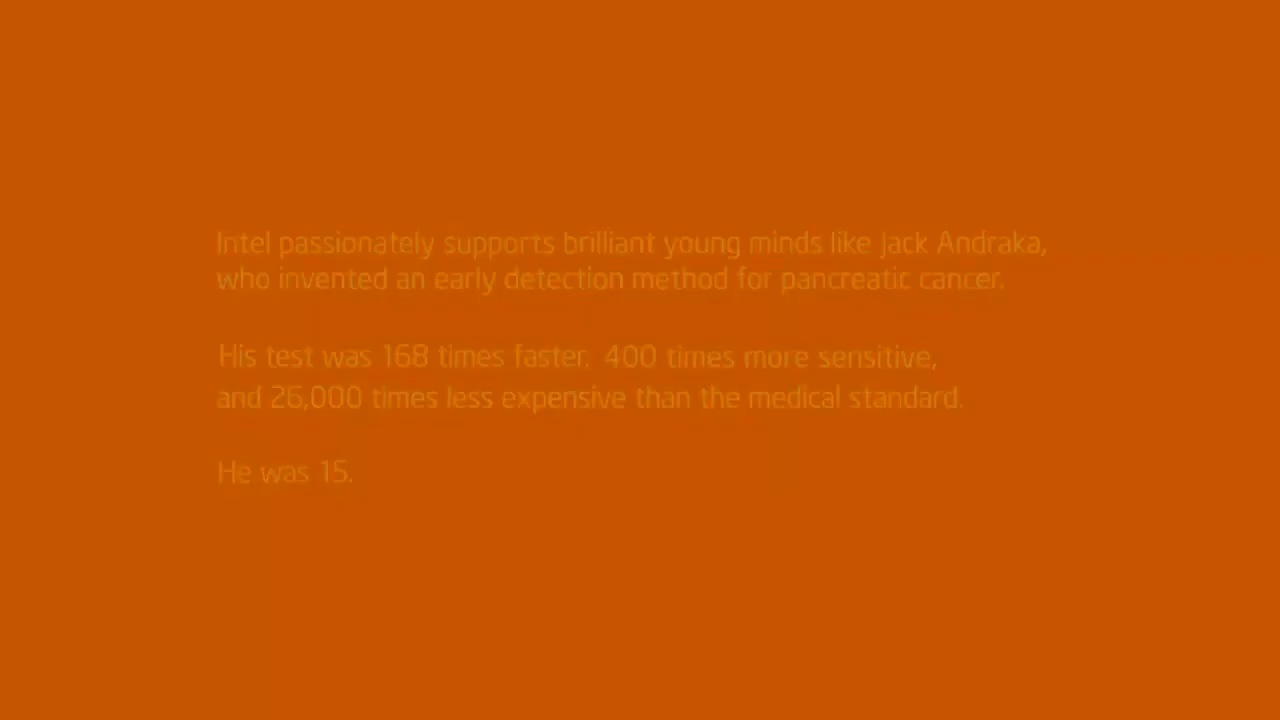 Intel passionately supports brilliant young minds like Jack Andraka,
who invented an early detection method for pancreatic cancer.
His test was 168 times faster, 400 times more sensitive,
and 26,000 times less expensive than the medical standard.
He was 15.